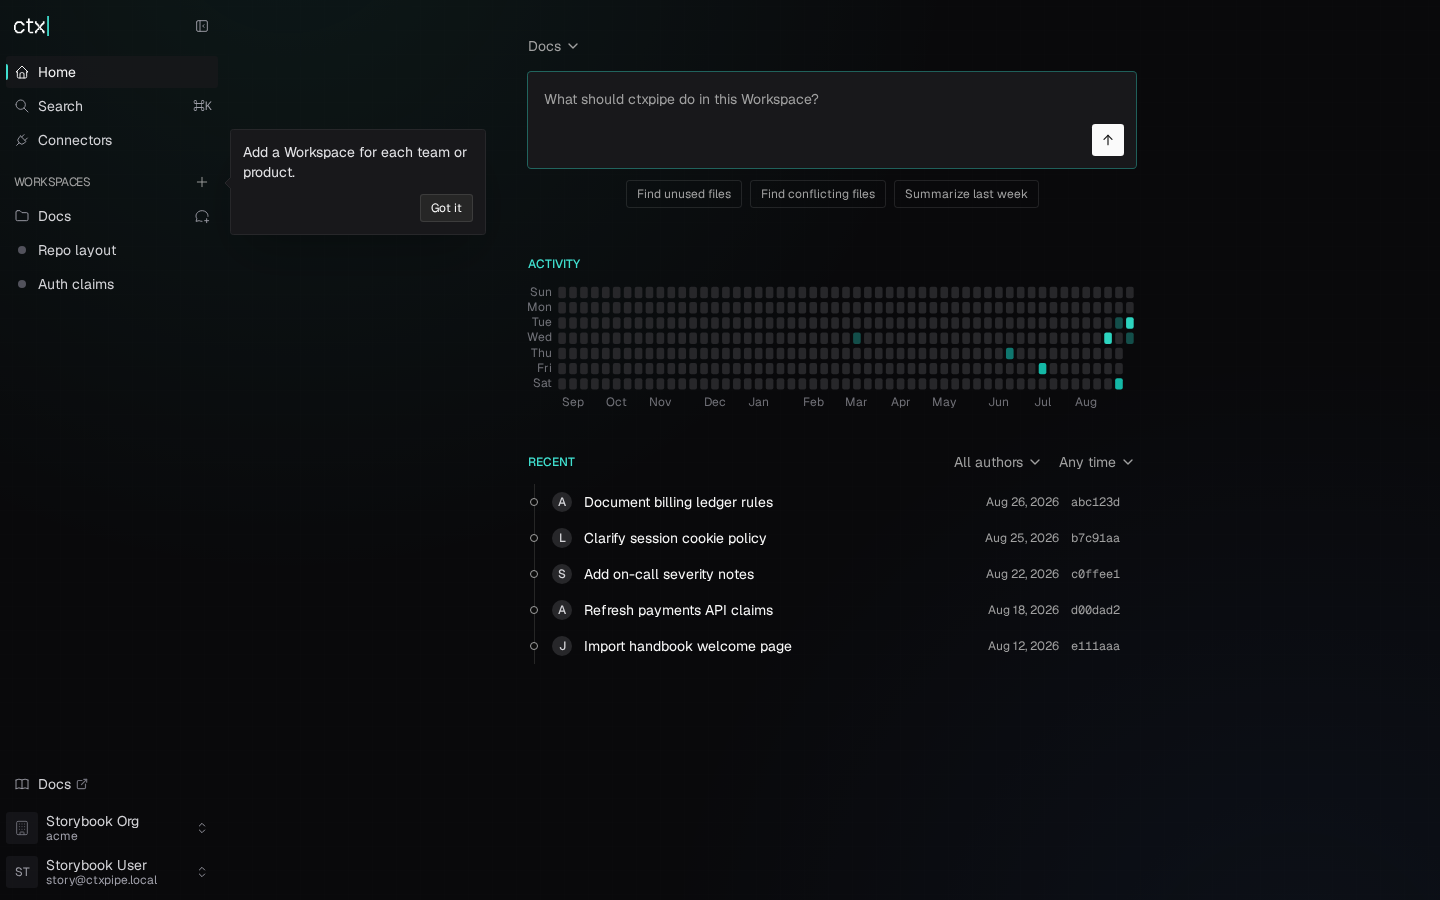 ctx
Home
Search ⌘K
Connectors
WORKSPACES
Docs
Repo layout
Auth claims
Add a Workspace for each team or
product.
Got it
Docs
What should ctxpipe do in this Workspace?
Find unused files
Find conflicting files
Summarize last week
ACTIVITY
Sun
Mon
Tue
Wed
Thu
Fri
Sat
Sep Oct Nov Dec Jan Feb Mar Apr May Jun Jul Aug
RECENT All authors Any time
A Document billing ledger rules Aug 26, 2026 abc123d
L Clarify session cookie policy Aug 25, 2026 b7c91aa
S Add on-call severity notes Aug 22, 2026 c0ffee1
A Refresh payments API claims Aug 18, 2026 d00dad2
J Import handbook welcome page Aug 12, 2026 e111aaa
Docs
Storybook Org
acme
ST Storybook User
story@ctxpipe.local